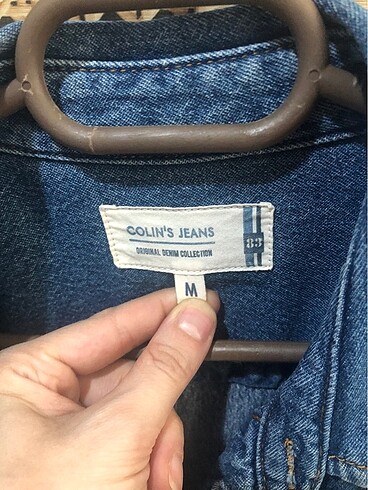 COLIN'S JEANS
ORIGINAL DENIM COLLECTION
83
M